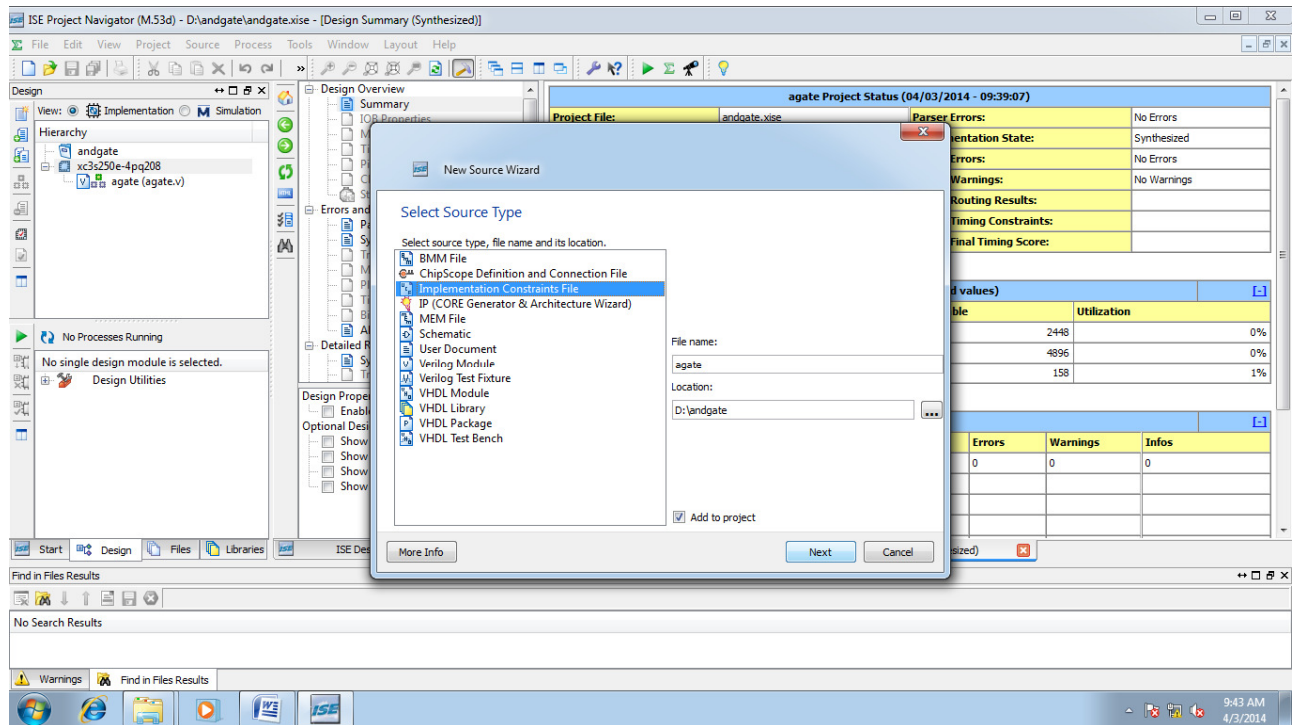 ISE Project Navigator (M.53d) - D:\andgate\andgate.xise - [Design Summary (Synthesized)]
File Edit View Project Source Process Tools Window Layout Help
Design
View: Implementation Simulation
Hierarchy
andgate
xc3s250e-4pq208
agate (agate.v)
No Processes Running
No single design module is selected.
Design Utilities
Start Design Files Libraries
Design Overview
Summary
IOB Properties
Errors and
Detailed R
Design Prope
Enabl
Optional Desi
Show
Show
Show
Show
ISE Des
agate Project Status (04/03/2014 - 09:39:07)
Project File: andgate.xise Parser Errors: No Errors
entation State: Synthesized
Errors: No Errors
Warnings: No Warnings
Routing Results:
Timing Constraints:
Final Timing Score:
d values) [-]
ble Utilization
2448 0%
4896 0%
158 1%
[-]
Errors Warnings Infos
0 0 0
sized)
New Source Wizard
Select Source Type
Select source type, file name and its location.
BMM File
ChipScope Definition and Connection File
Implementation Constraints File
IP (CORE Generator & Architecture Wizard)
MEM File
Schematic
User Document
Verilog Module
Verilog Test Fixture
VHDL Module
VHDL Library
VHDL Package
VHDL Test Bench
File name:
agate
Location:
D:\andgate
...
Add to project
More Info Next Cancel
Find in Files Results
No Search Results
Warnings Find in Files Results
ISE
9:43 AM
4/3/2014